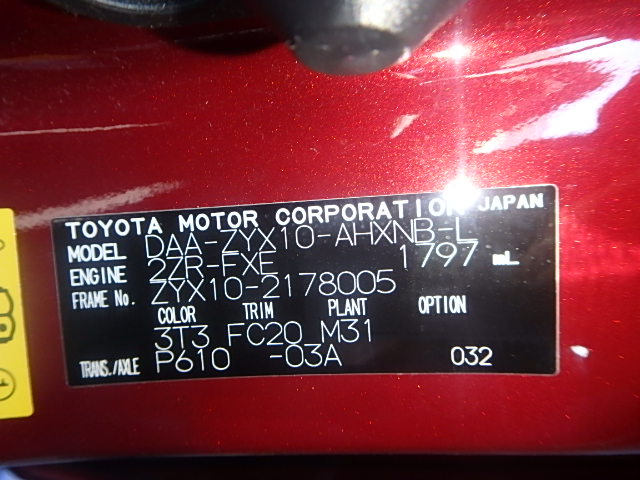 TOYOTA MOTOR CORPORATION JAPAN
MODEL DAA-ZYX10-AHXNB-L
ENGINE 2ZR-FXE 1797 mL
FRAME No. ZYX10-2178005
COLOR TRIM PLANT OPTION
3T3 FC20 M31
TRANS./AXLE P610 -03A 032